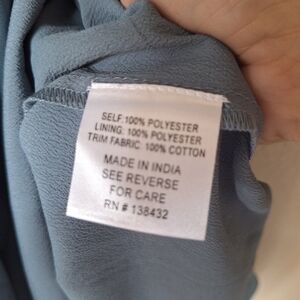 SELF: 100% POLYESTER
LINING: 100% POLYESTER
TRIM FABRIC: 100% COTTON
MADE IN INDIA
SEE REVERSE
FOR CARE
RN # 138432